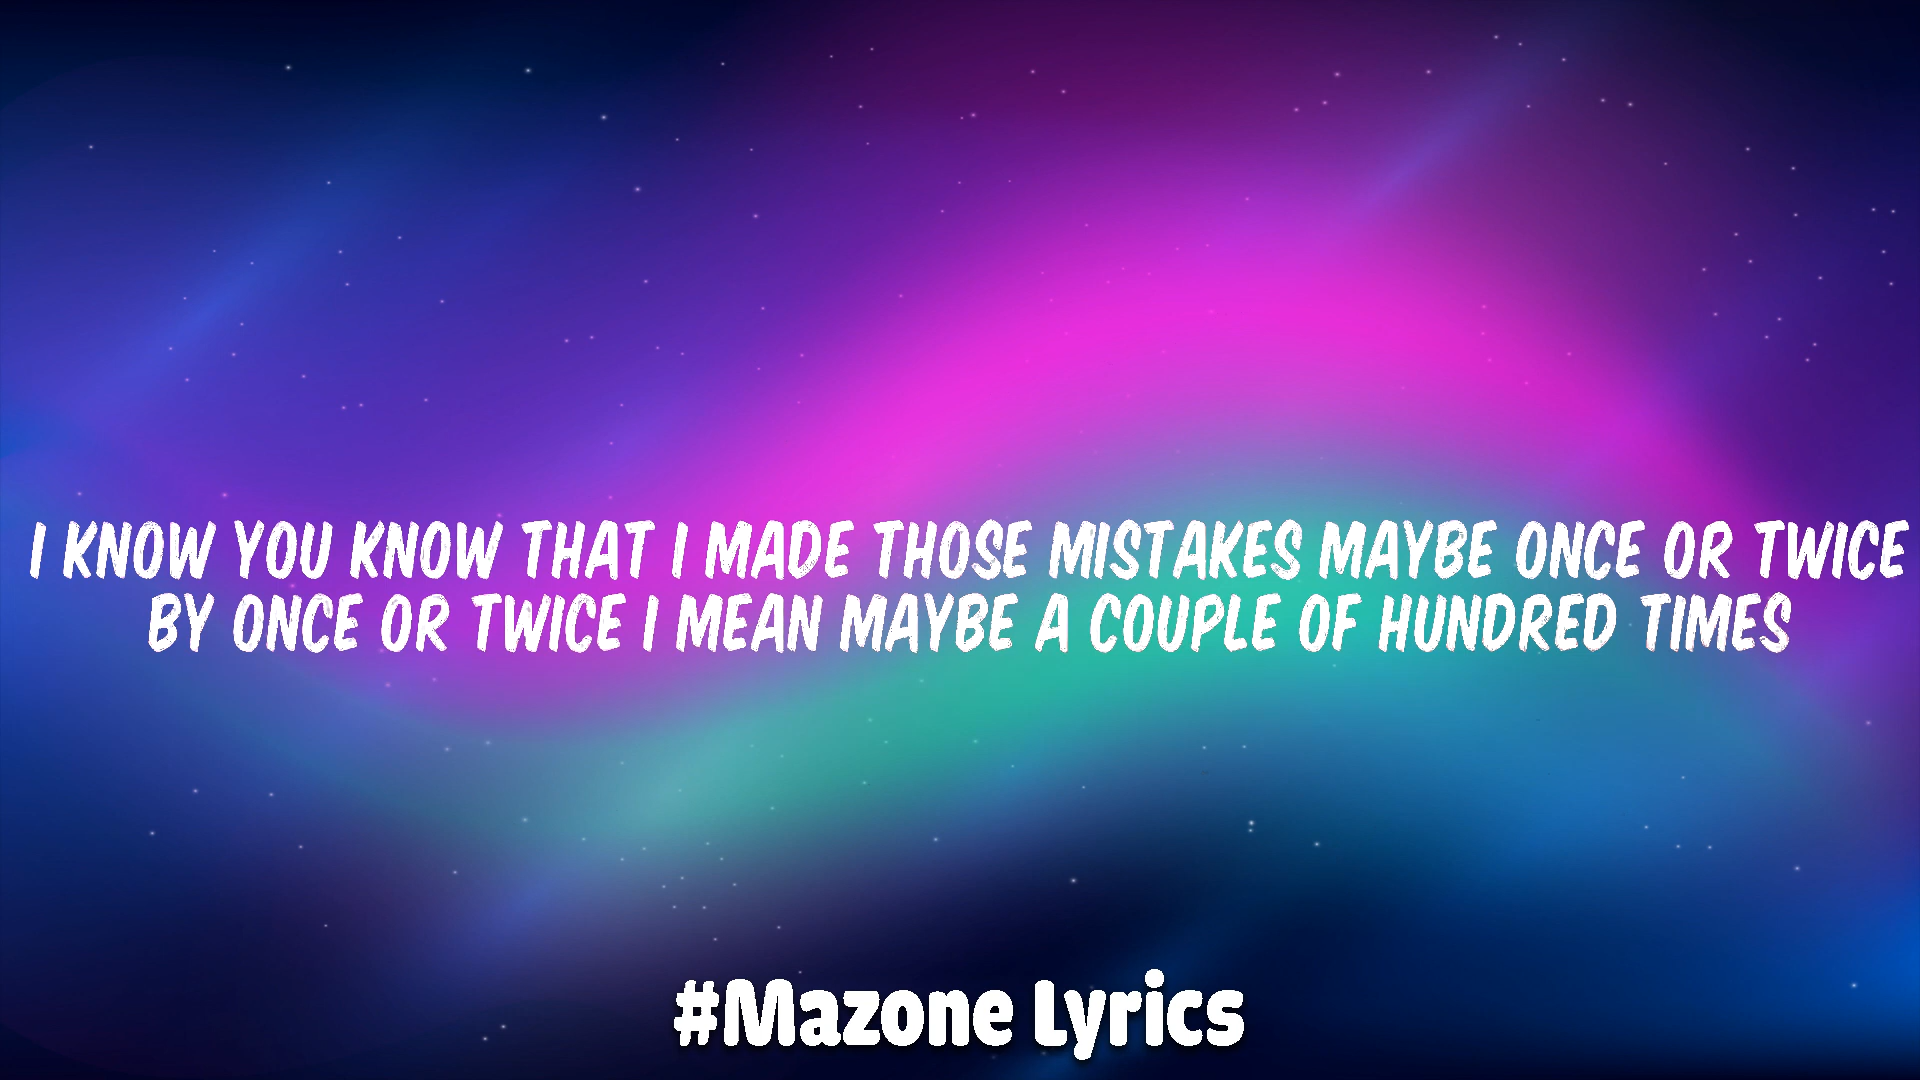 I KNOW YOU KNOW THAT I MADE THOSE MISTAKES MAYBE ONCE OR TWICE
BY ONCE OR TWICE I MEAN MAYBE A COUPLE OF HUNDRED TIMES
#Mazone Lyrics